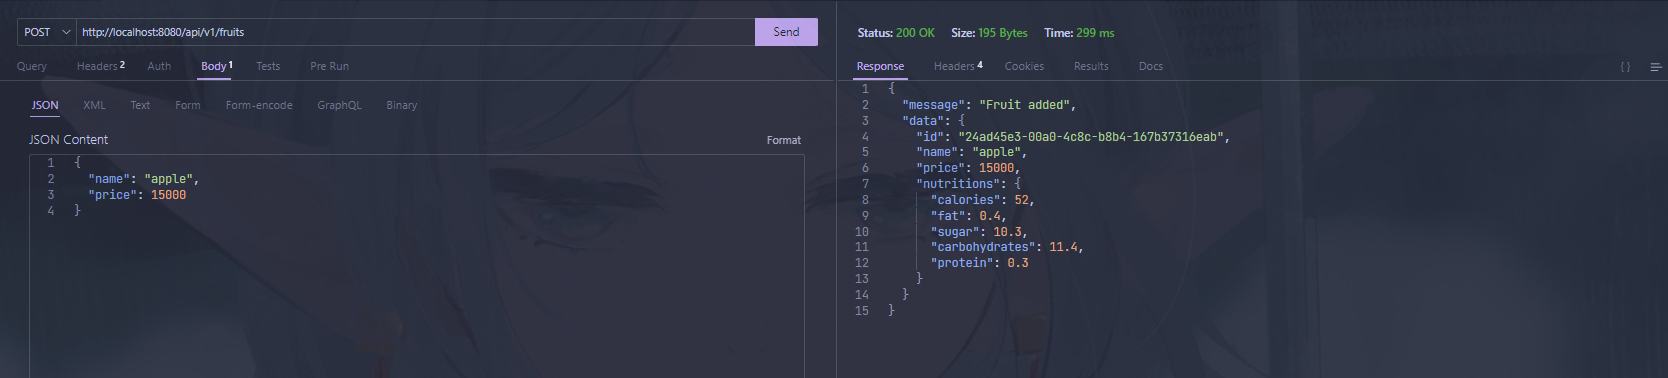 POST http://localhost:8080/api/v1/fruits Send
Query Headers 2 Auth Body 1 Tests Pre Run
JSON XML Text Form Form-encode GraphQL Binary
JSON Content Format
1 {
2 "name": "apple",
3 "price": 15000
4 }
Status: 200 OK Size: 195 Bytes Time: 299 ms
Response Headers 4 Cookies Results Docs { }
1 {
2 "message": "Fruit added",
3 "data": {
4 "id": "24ad45e3-00a0-4c8c-b8b4-167b37316eab",
5 "name": "apple",
6 "price": 15000,
7 "nutritions": {
8 "calories": 52,
9 "fat": 0.4,
10 "sugar": 10.3,
11 "carbohydrates": 11.4,
12 "protein": 0.3
13 }
14 }
15 }